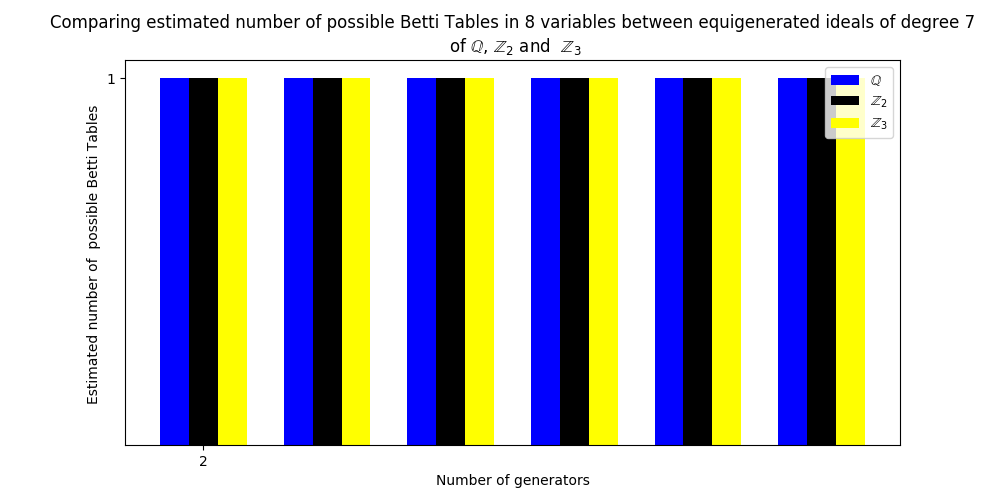 Comparing estimated number of possible Betti Tables in 8 variables between equigenerated ideals of degree 7
of ℚ, ℤ₂ and ℤ₃
1
ℚ
ℤ₂
ℤ₃
Estimated number of possible Betti Tables
2
Number of generators